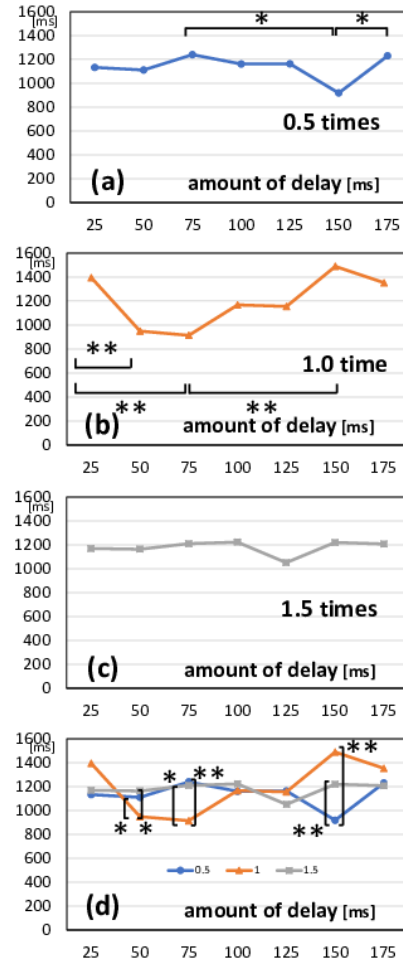 1600
[ms]
1400
1200
1000
800
600
400
200
0
* *
0.5 times
(a) amount of delay [ms]
25 50 75 100 125 150 175
1600
[ms]
1400
1200
1000
800
600
400
200
0
**
1.0 time
** **
(b) amount of delay [ms]
25 50 75 100 125 150 175
1600
[ms]
1400
1200
1000
800
600
400
200
0
1.5 times
(c) amount of delay [ms]
25 50 75 100 125 150 175
1600
[ms]
1400
1200
1000
800
600
400
200
0
* ** **
* * **
0.5 1 1.5
(d) amount of delay [ms]
25 50 75 100 125 150 175